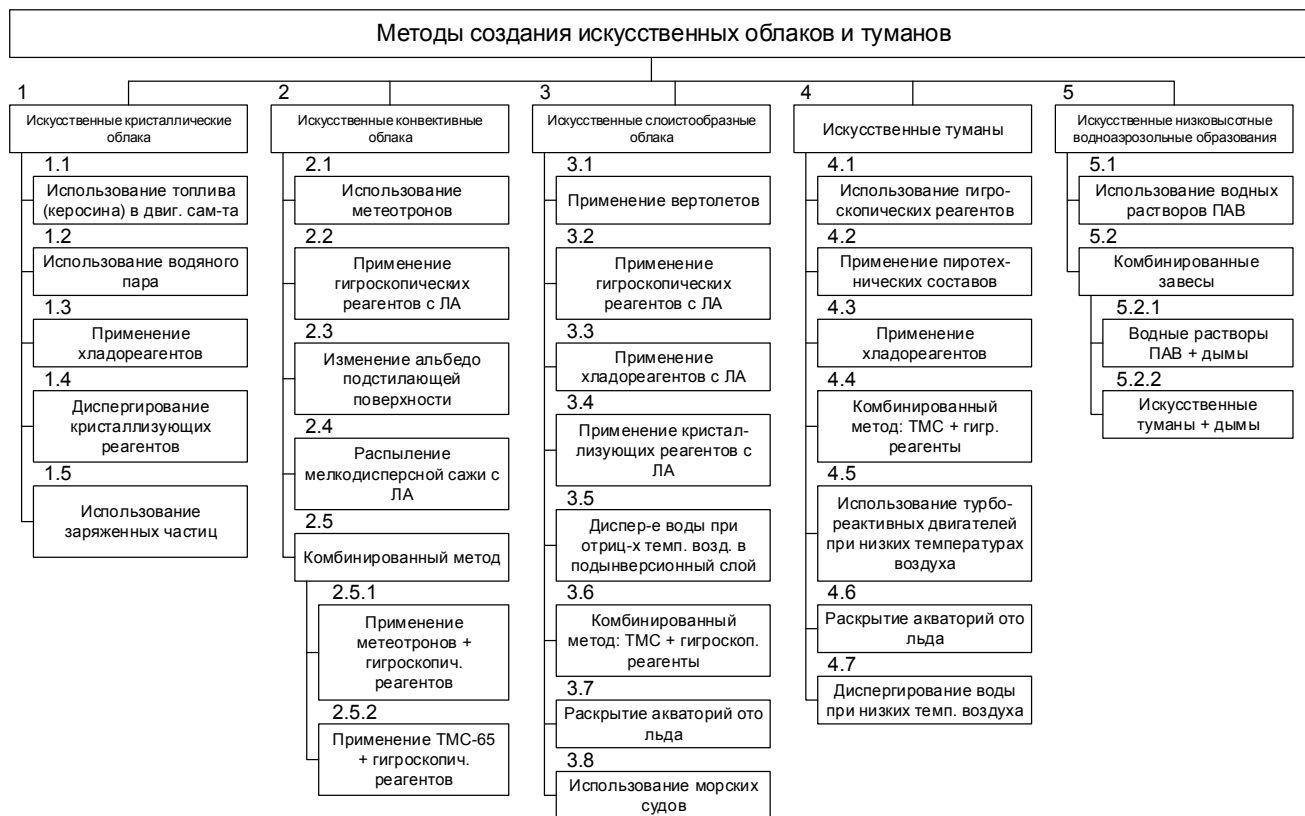 Методы создания искусственных облаков и туманов
1
Искусственные кристаллические
облака
1.1
Использование топлива
(керосина) в двиг. сам-та
1.2
Использование водяного
пара
1.3
Применение
хладореагентов
1.4
Диспергирование
кристаллизующих
реагентов
1.5
Использование
заряженных частиц
2
Искусственные конвективные
облака
2.1
Использование
метеотронов
2.2
Применение
гигроскопических
реагентов с ЛА
2.3
Изменение альбедо
подстилающей
поверхности
2.4
Распыление
мелкодисперсной сажи с
ЛА
2.5
Комбинированный метод
2.5.1
Применение
метеотронов +
гигроскопич.
реагентов
2.5.2
Применение ТМС-65
+ гигроскопич.
реагентов
3
Искусственные слоистообразные
облака
3.1
Применение вертолетов
3.2
Применение
гигроскопических
реагентов с ЛА
3.3
Применение
хладореагентов с ЛА
3.4
Применение кристал-
лизующих реагентов с
ЛА
3.5
Диспер-е воды при
отриц-х темп. возд. в
подынверсионный слой
3.6
Комбинированный
метод: ТМС + гигроскоп.
реагенты
3.7
Раскрытие акваторий ото
льда
3.8
Использование морских
судов
4
Искусственные туманы
4.1
Использование гигро-
скопических реагентов
4.2
Применение пиротех-
нических составов
4.3
Применение
хладореагентов
4.4
Комбинированный
метод: ТМС + гигр.
реагенты
4.5
Использование турбо-
реактивных двигателей
при низких температурах
воздуха
4.6
Раскрытие акваторий ото
льда
4.7
Диспергирование воды
при низких темп. воздуха
5
Искусственные низковысотные
водноаэрозольные образования
5.1
Использование водных
растворов ПАВ
5.2
Комбинированные
завесы
5.2.1
Водные растворы
ПАВ + дымы
5.2.2
Искусственные
туманы + дымы